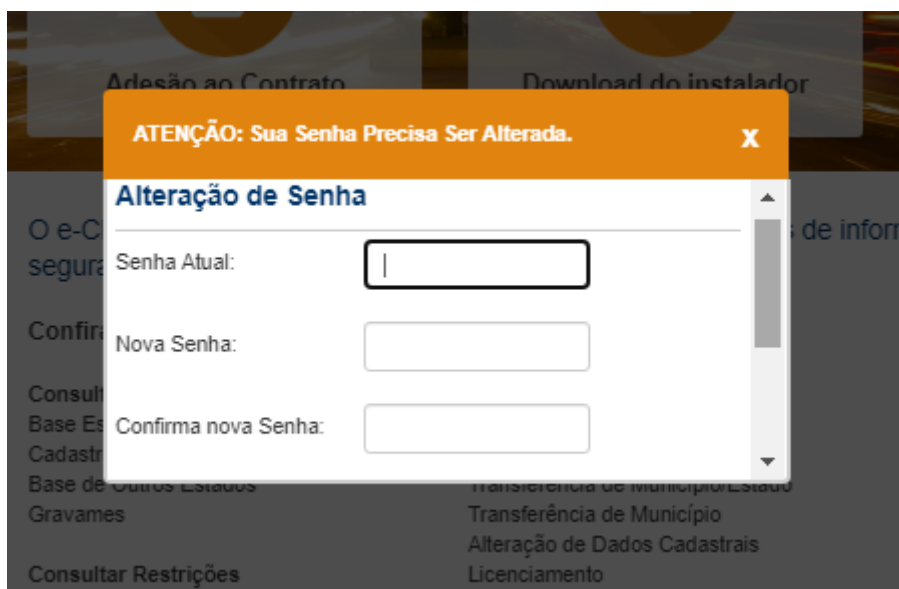 Adesão ao Contrato
Download do instalador
ATENÇÃO: Sua Senha Precisa Ser Alterada.
x
Alteração de Senha
O e-C
de inforr
segura
Senha Atual:
Confira
Nova Senha:
Consult
Base Es
Confirma nova Senha:
Cadastr
Base de Outros Estados
Transferência de Município/Estado
Gravames
Transferência de Município
Alteração de Dados Cadastrais
Consultar Restrições
Licenciamento